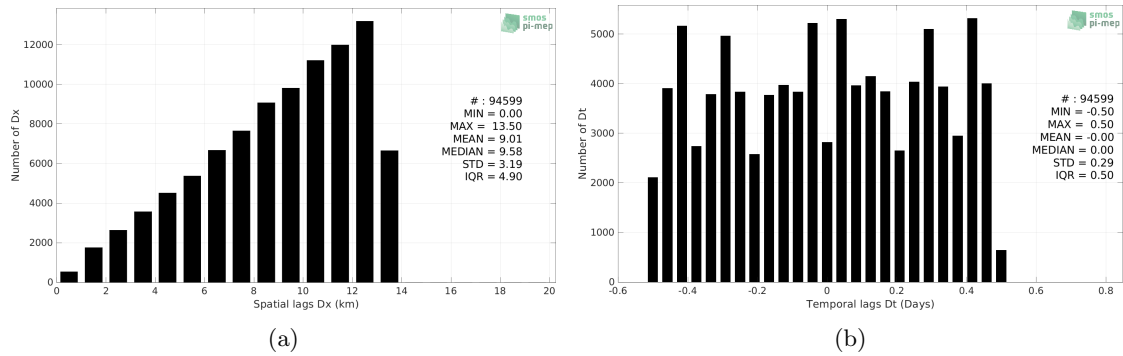 smos
pi-mep
12000
10000
8000
6000
4000
2000
0
Number of Dx
# : 94599
MIN = 0.00
MAX = 13.50
MEAN = 9.01
MEDIAN = 9.58
STD = 3.19
IQR = 4.90
0 2 4 6 8 10 12 14 16 18 20
Spatial lags Dx (km)
(a)
smos
pi-mep
5000
4000
3000
2000
1000
0
Number of Dt
# : 94599
MIN = -0.50
MAX = 0.50
MEAN = -0.00
MEDIAN = 0.00
STD = 0.29
IQR = 0.50
-0.6 -0.4 -0.2 0 0.2 0.4 0.6 0.8
Temporal lags Dt (Days)
(b)